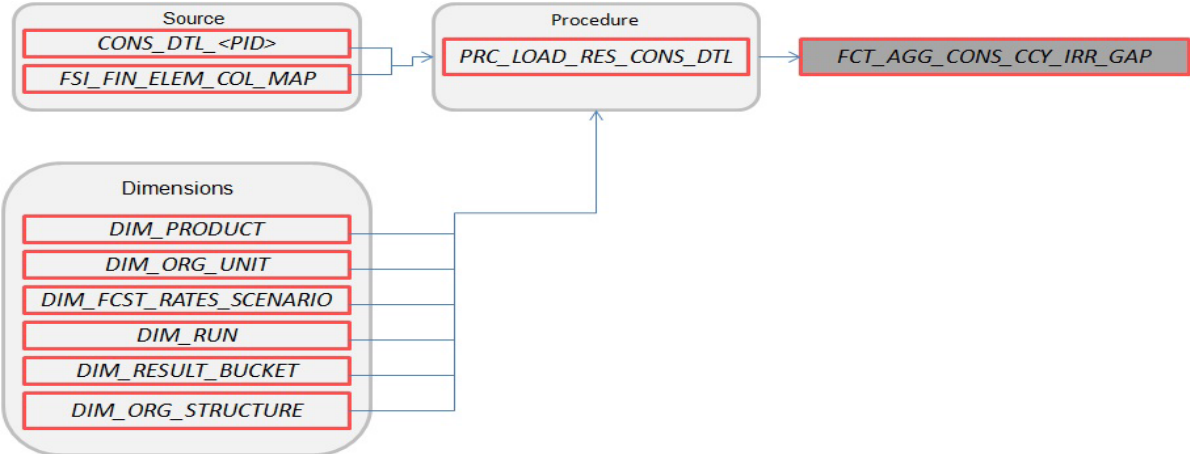 Source
CONS_DTL_<PID>
FSI_FIN_ELEM_COL_MAP
Procedure
PRC_LOAD_RES_CONS_DTL
FCT_AGG_CONS_CCY_IRR_GAP
Dimensions
DIM_PRODUCT
DIM_ORG_UNIT
DIM_FCST_RATES_SCENARIO
DIM_RUN
DIM_RESULT_BUCKET
DIM_ORG_STRUCTURE